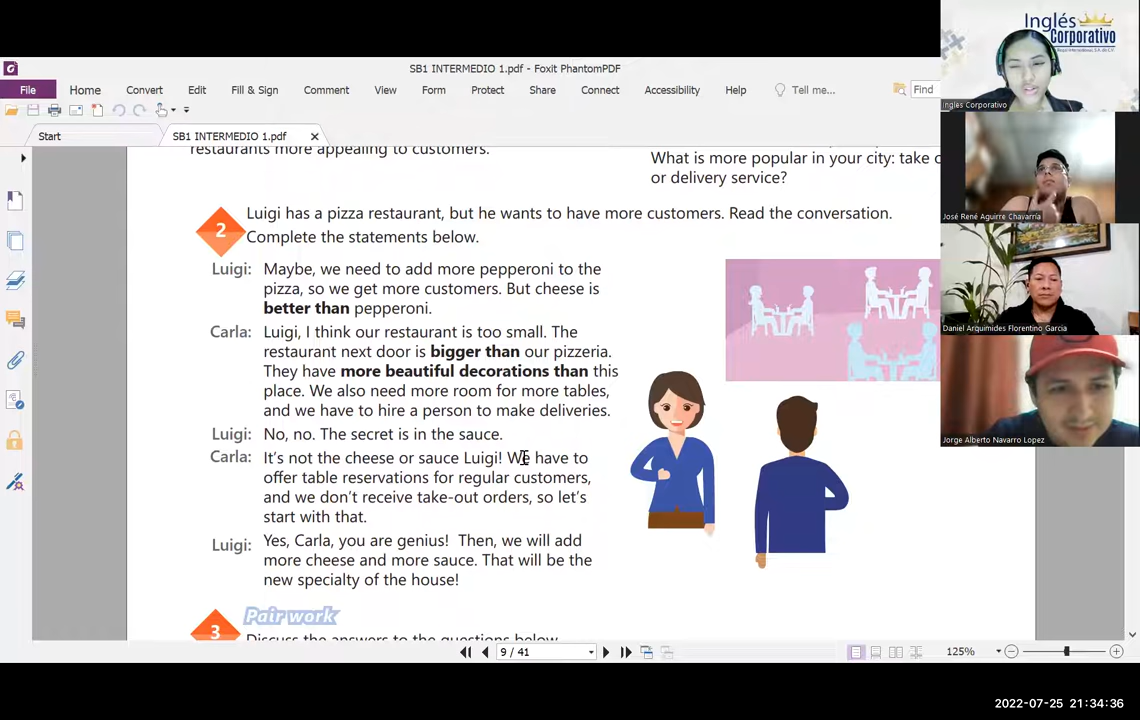 SB1 INTERMEDIO 1.pdf - Foxit PhantomPDF
File Home Convert Edit Fill & Sign Comment View Form Protect Share Connect Accessibility Help Tell me... Find
Start SB1 INTERMEDIO 1.pdf
restaurants more appealing to customers.
What is more popular in your city: take
or delivery service?
2
Luigi has a pizza restaurant, but he wants to have more customers. Read the conversation.
Complete the statements below.
Luigi: Maybe, we need to add more pepperoni to the
pizza, so we get more customers. But cheese is
better than pepperoni.
Carla: Luigi, I think our restaurant is too small. The
restaurant next door is bigger than our pizzeria.
They have more beautiful decorations than this
place. We also need more room for more tables,
and we have to hire a person to make deliveries.
Luigi: No, no. The secret is in the sauce.
Carla: It's not the cheese or sauce Luigi! We have to
offer table reservations for regular customers,
and we don't receive take-out orders, so let's
start with that.
Luigi: Yes, Carla, you are genius! Then, we will add
more cheese and more sauce. That will be the
new specialty of the house!
3
Pair work
Discuss the answers to the questions below
9 / 41
125%
Inglés
Corporativo
Inglés Corporativo
José René Aguirre Chavarría
Daniel Arquimides Florentino Garcia
Jorge Alberto Navarro Lopez
2022-07-25 21:34:36